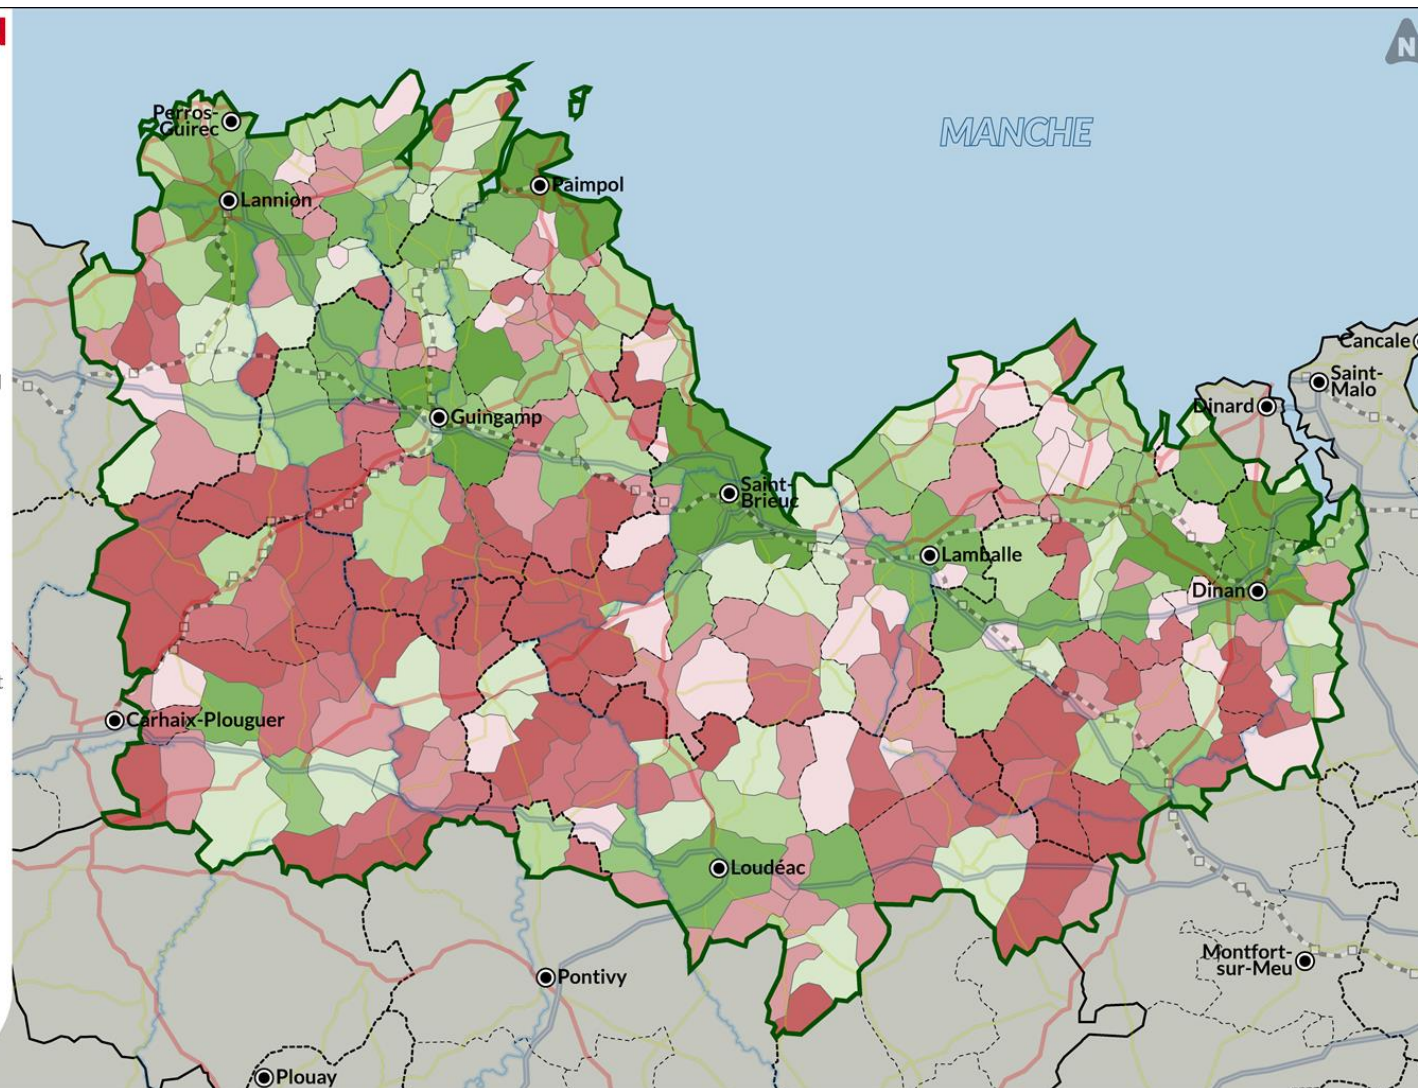 N
MANCHE
Perros-
Guirec
Paimpol
Lannion
Cancale
Saint-
Malo
Dinard
Guingamp
Saint-
Brieuc
Lamballe
Dinan
Carhaix-Plouguer
Loudéac
Montfort-
sur-Meu
Pontivy
Plouay